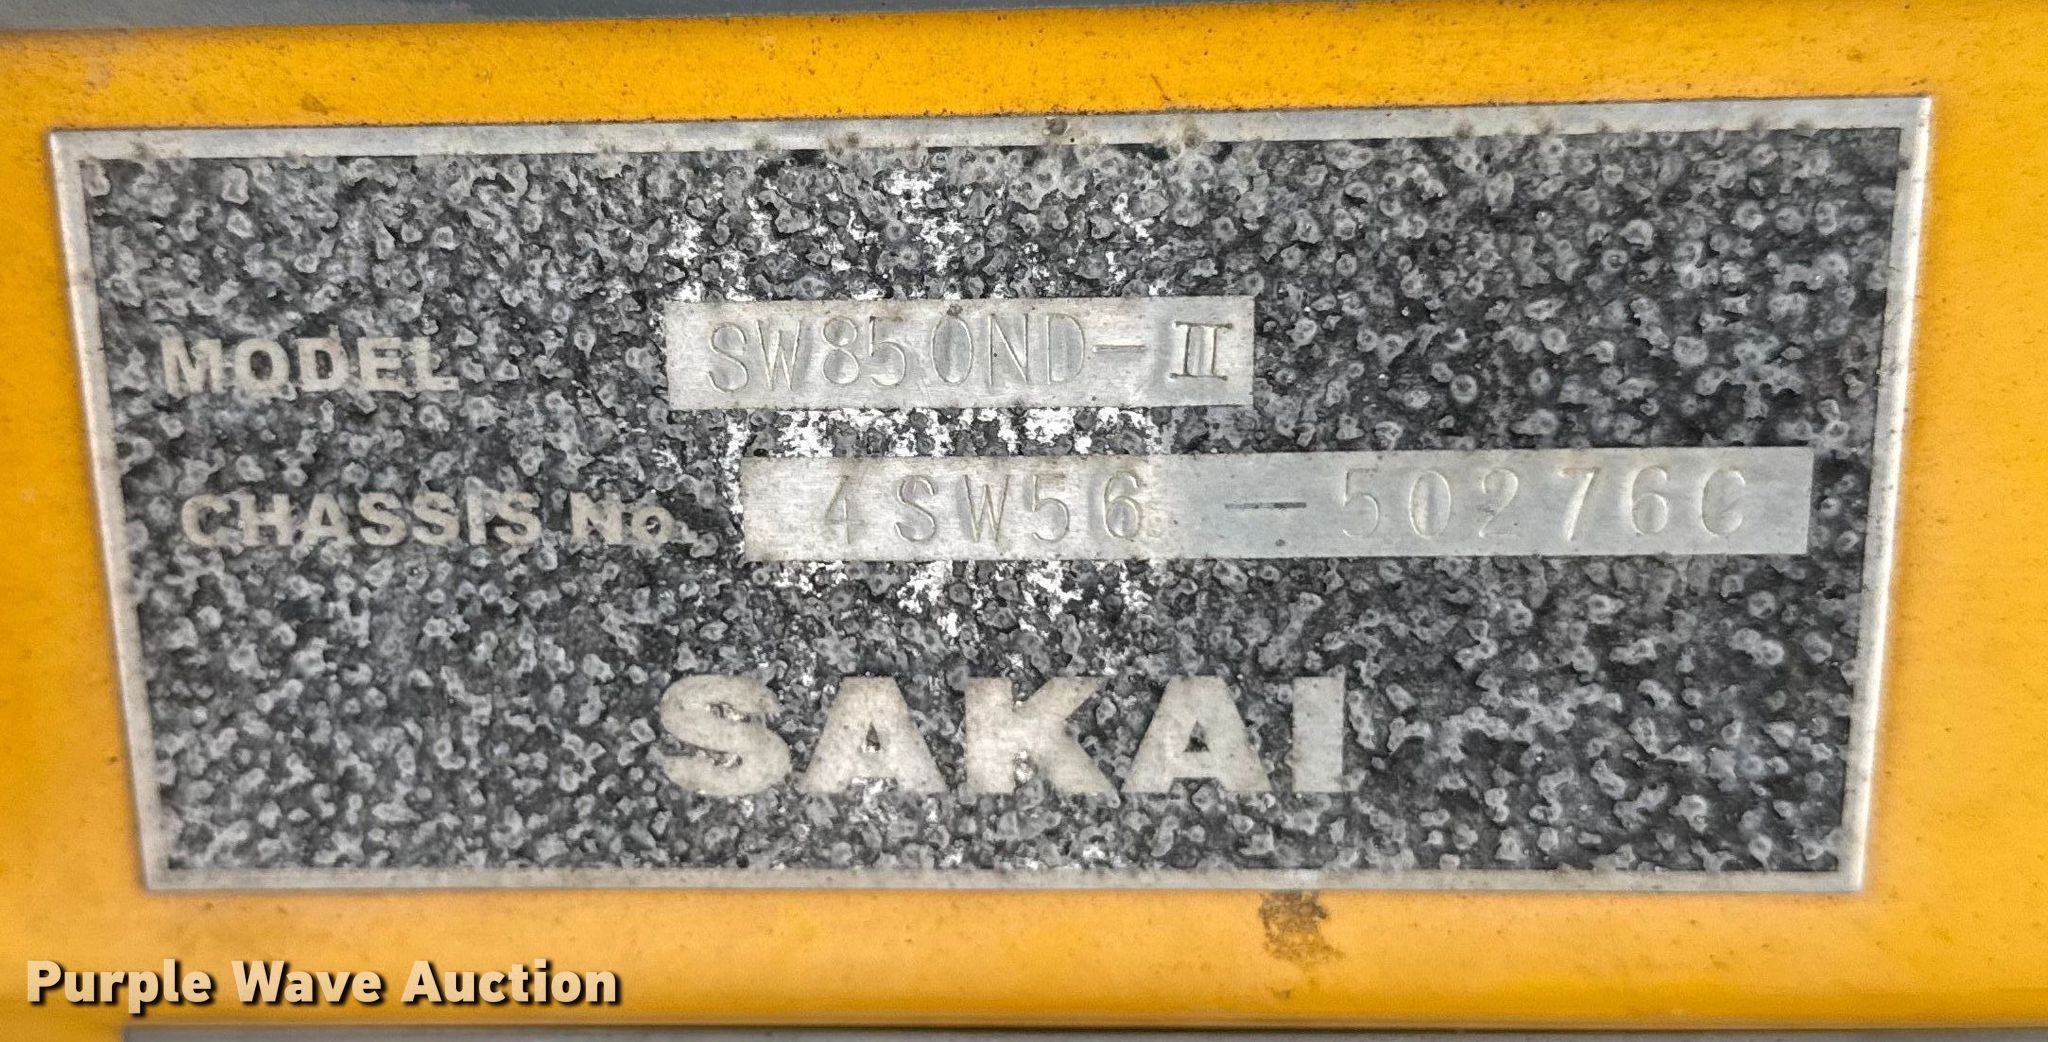 MODEL SW850ND-II
CHASSIS No. 4SW56-50276C
SAKAI
Purple Wave Auction